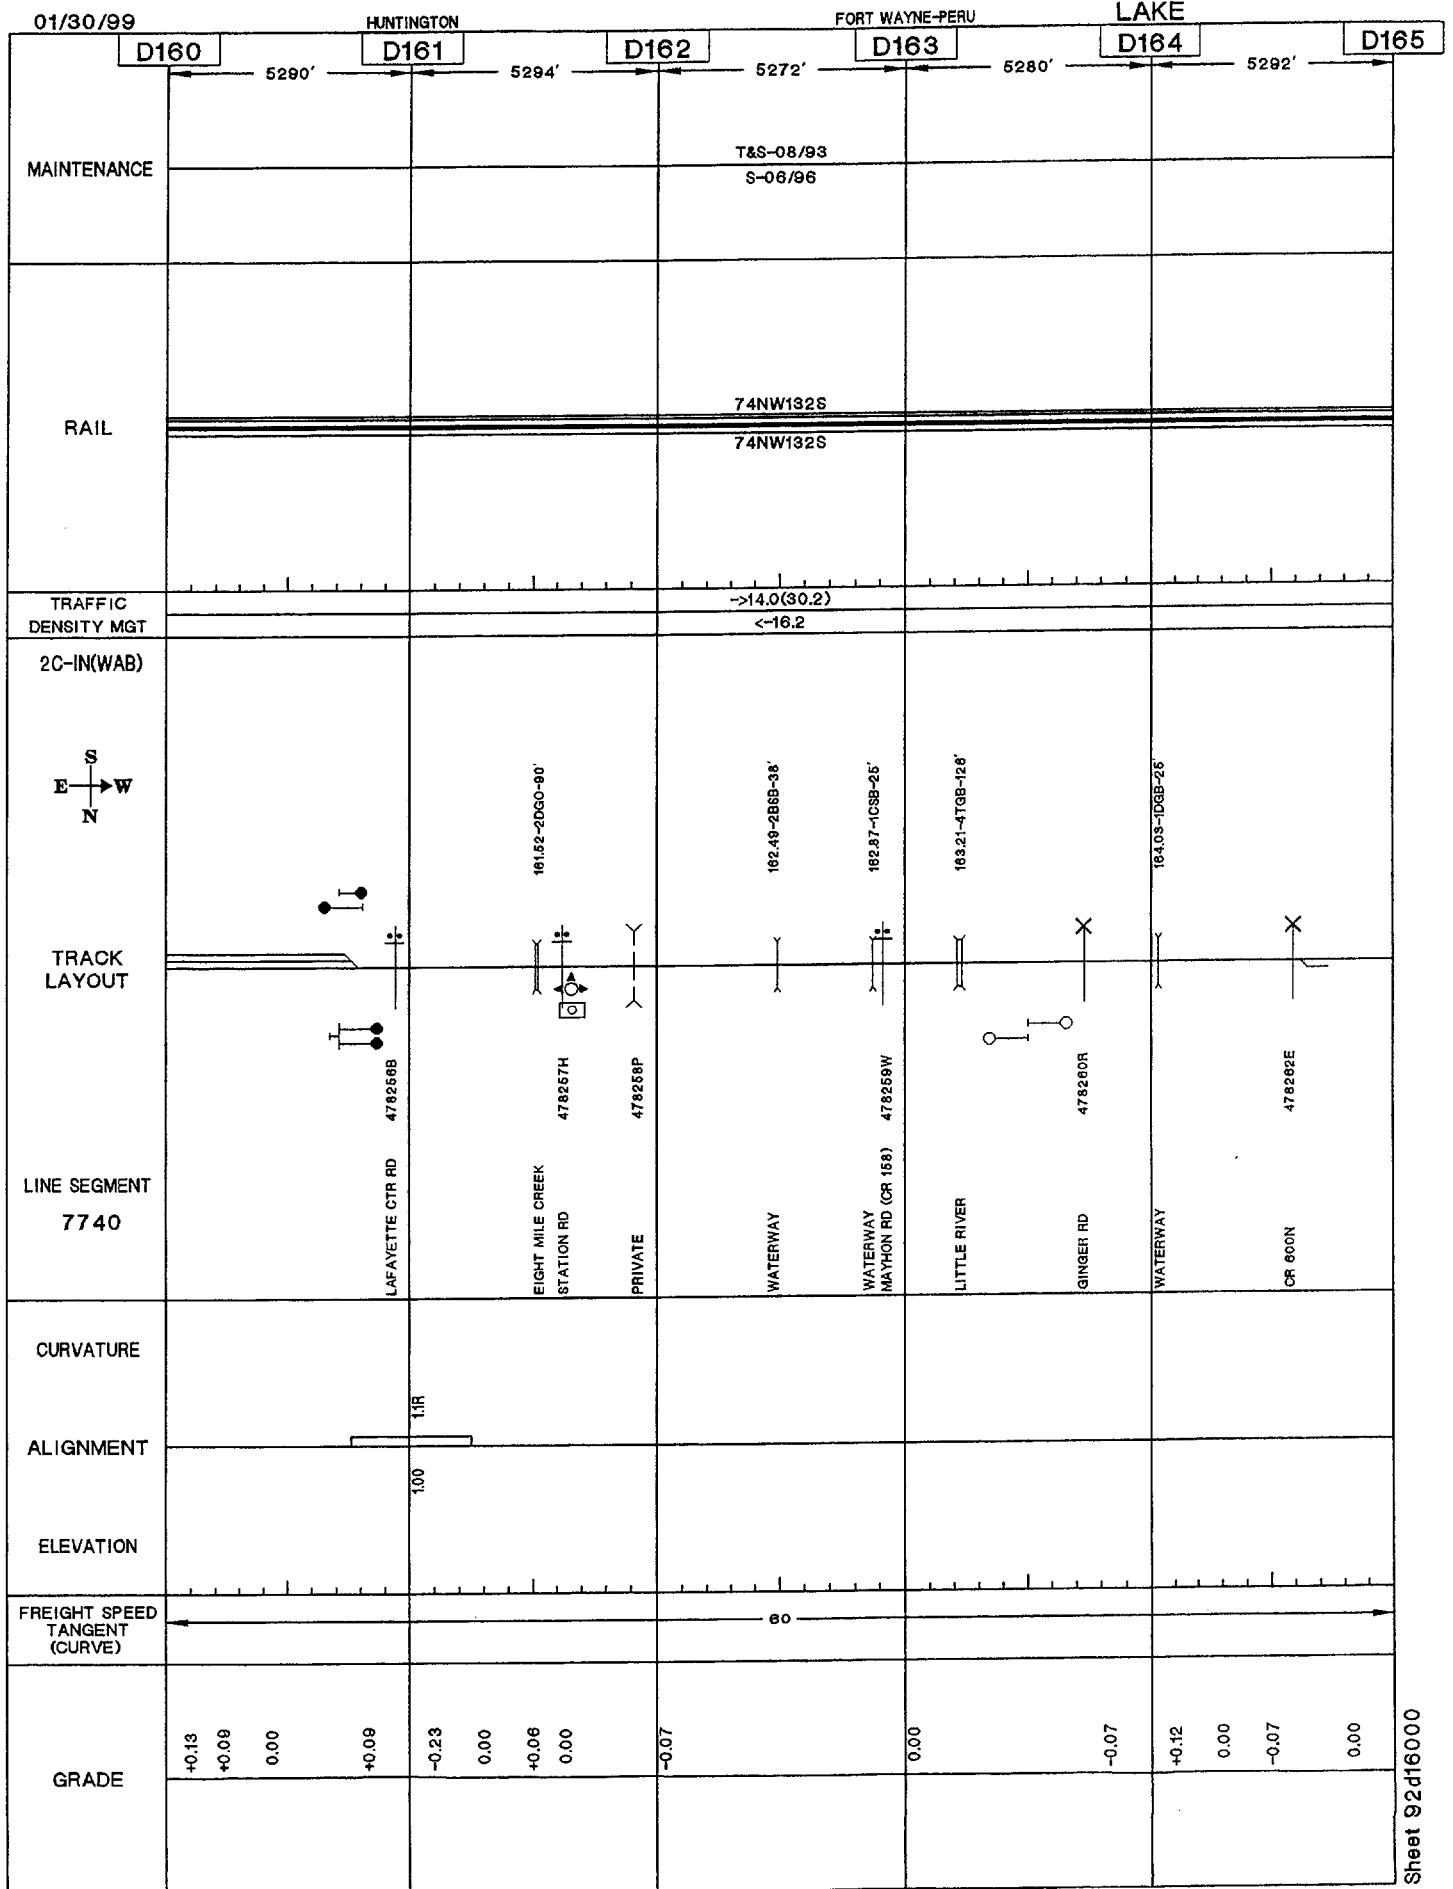 01/30/99
HUNTINGTON
FORT WAYNE-PERU
LAKE
D160
D161
D162
D163
D164
D165
5290'
5294'
5272'
5280'
5292'
MAINTENANCE
T&S-08/93
S-06/96
RAIL
74NW132S
74NW132S
TRAFFIC
DENSITY MGT
->14.0(30.2)
<-16.2
2C-IN(WAB)
S
E
W
N
161.52-2DGO-90'
162.49-2BSB-38'
162.87-1CSB-25'
163.21-4TGB-128'
164.03-1DGB-25'
TRACK
LAYOUT
478256B
478257H
478258P
478259W
478260R
478262E
LINE SEGMENT
7740
LAFAYETTE CTR RD
EIGHT MILE CREEK
STATION RD
PRIVATE
WATERWAY
WATERWAY
MAYHON RD (CR 158)
LITTLE RIVER
GINGER RD
WATERWAY
CR 600N
CURVATURE
1.1R
ALIGNMENT
1.00
ELEVATION
FREIGHT SPEED
TANGENT
(CURVE)
60
GRADE
+0.13
+0.09
0.00
+0.09
-0.23
0.00
+0.06
0.00
-0.07
0.00
-0.07
+0.12
0.00
-0.07
0.00
Sheet 92d16000